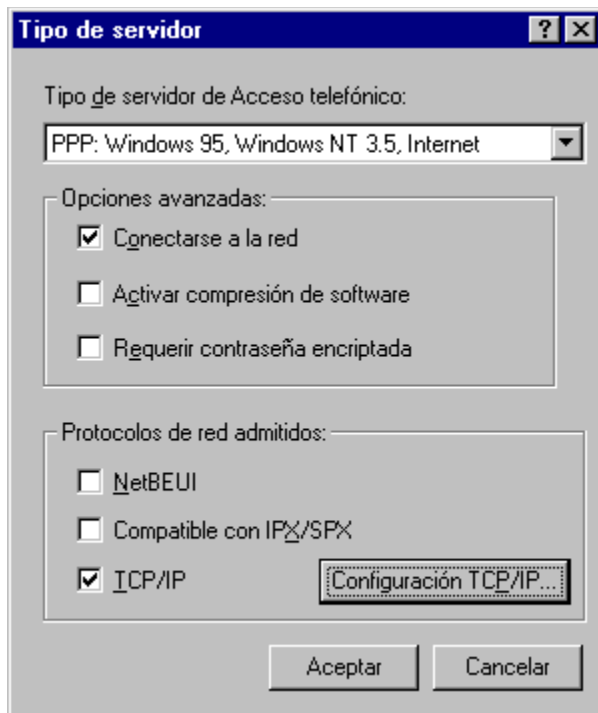 Tipo de servidor
Tipo de servidor de Acceso telefónico:
PPP: Windows 95, Windows NT 3.5, Internet
Opciones avanzadas:
Conectarse a la red
Activar compresión de software
Requerir contraseña encriptada
Protocolos de red admitidos:
NetBEUI
Compatible con IPX/SPX
TCP/IP
Configuración TCP/IP...
Aceptar
Cancelar